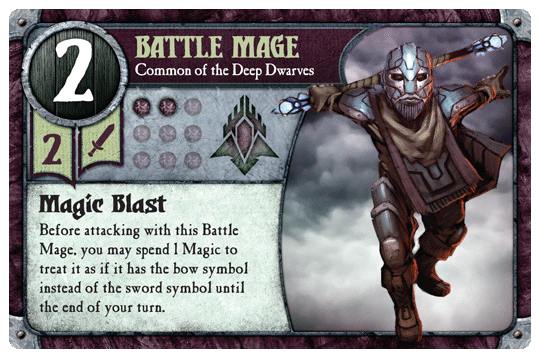 2
BATTLE MAGE
Common of the Deep Dwarves
2
Magic Blast
Before attacking with this Battle
Mage, you may spend 1 Magic to
treat it as if it has the bow symbol
instead of the sword symbol until
the end of your turn.